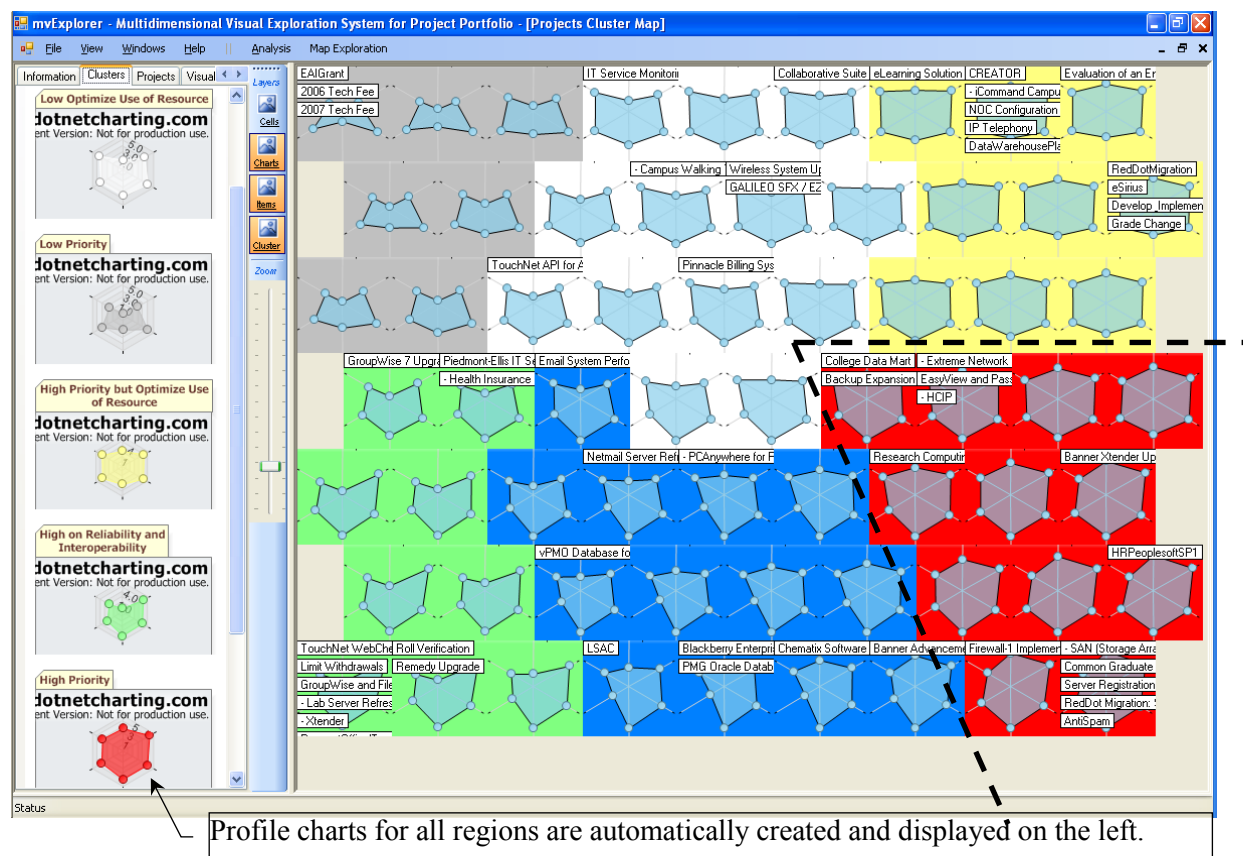 mvExplorer - Multidimensional Visual Exploration System for Project Portfolio - [Projects Cluster Map]
File View Windows Help Analysis Map Exploration
Information Clusters Projects Visual
Low Optimize Use of Resource
dotnetcharting.com
ent Version: Not for production use.
Low Priority
dotnetcharting.com
ent Version: Not for production use.
High Priority but Optimize Use
of Resource
dotnetcharting.com
ent Version: Not for production use.
High on Reliability and
Interoperability
dotnetcharting.com
ent Version: Not for production use.
High Priority
dotnetcharting.com
ent Version: Not for production use.
Layers
Cells
Charts
Items
Cluster
Zoom
EAIGrant IT Service Monitorin Collaborative Suite eLearning Solution CREATOR Evaluation of an Er
2006 Tech Fee - iCommand Campu
2007 Tech Fee NOC Configuration
IP Telephony
DataWarehousePla
- Campus Walking Wireless System Up RedDotMigration
GALILEO SFX / EZ eSirius
Develop_Implemen
Grade Change
TouchNet API for A Pinnacle Billing Sys
GroupWise 7 Upgra Piedmont-Ellis IT Se Email System Perfo College Data Mart - Extreme Network
- Health Insurance Backup Expansion EasyView and Pass
- HCIP
Netmail Server Refr - PCAnywhere for F Research Computin Banner Xtender Up
vPMO Database fo HRPeoplesoftSP1
TouchNet WebChe Roll Verification LSAC Blackberry Enterpri Chematix Software Banner Advanceme Firewall-1 Implemen - SAN (Storage Arra
Limit Withdrawals Remedy Upgrade PMG Oracle Datab Common Graduate
GroupWise and File Server Registration
- Lab Server Refres RedDot Migration:
- Xtender AntiSpam
Status
Profile charts for all regions are automatically created and displayed on the left.